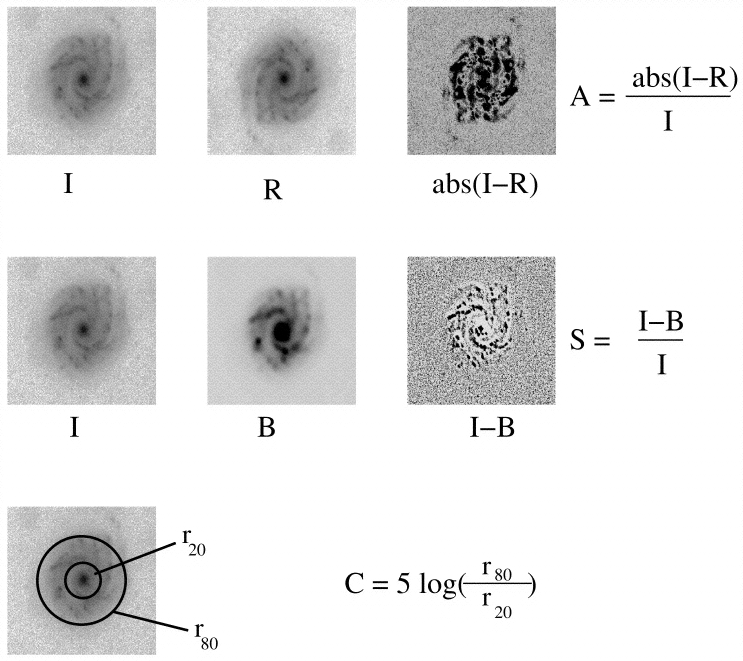 A = abs(I−R) / I
I R abs(I−R)
S = I−B / I
I B I−B
r20
C = 5 log(r80 / r20)
r80